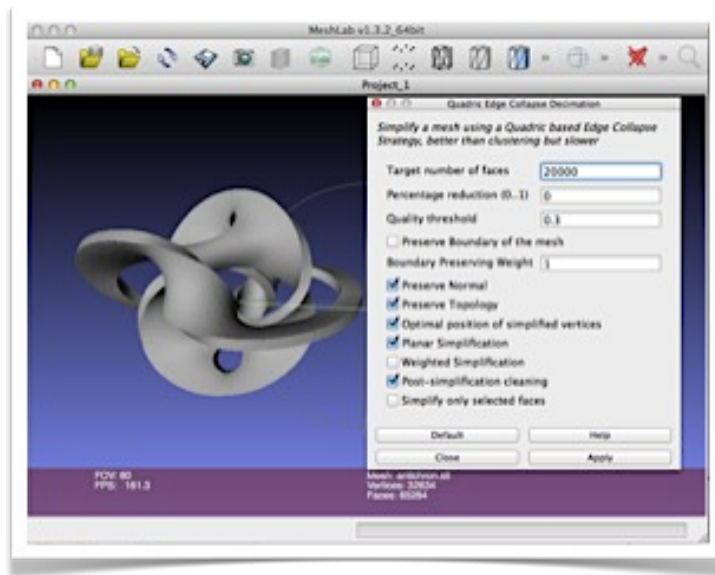 MeshLab v1.3.2_64bit
Project_1
Quadric Edge Collapse Decimation
Simplify a mesh using a Quadric based Edge Collapse
Strategy, better than clustering but slower
Target number of faces 20000
Percentage reduction (0..1) 0
Quality threshold 0.3
Preserve Boundary of the mesh
Boundary Preserving Weight 1
Preserve Normal
Preserve Topology
Optimal position of simplified vertices
Planar Simplification
Weighted Simplification
Post-simplification cleaning
Simplify only selected faces
Default Help
Close Apply
FOV: 60
FPS: 161.3
Mesh: antichron.stl
Vertices: 32634
Faces: 65284